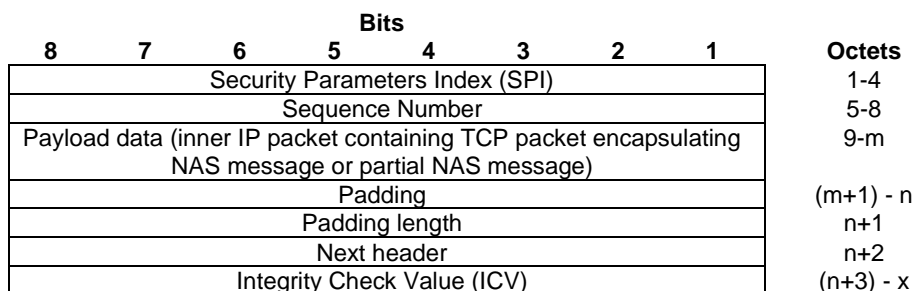 Bits
8 7 6 5 4 3 2 1 Octets
Security Parameters Index (SPI) 1-4
Sequence Number 5-8
Payload data (inner IP packet containing TCP packet encapsulating 9-m
NAS message or partial NAS message)
Padding (m+1) - n
Padding length n+1
Next header n+2
Integrity Check Value (ICV) (n+3) - x